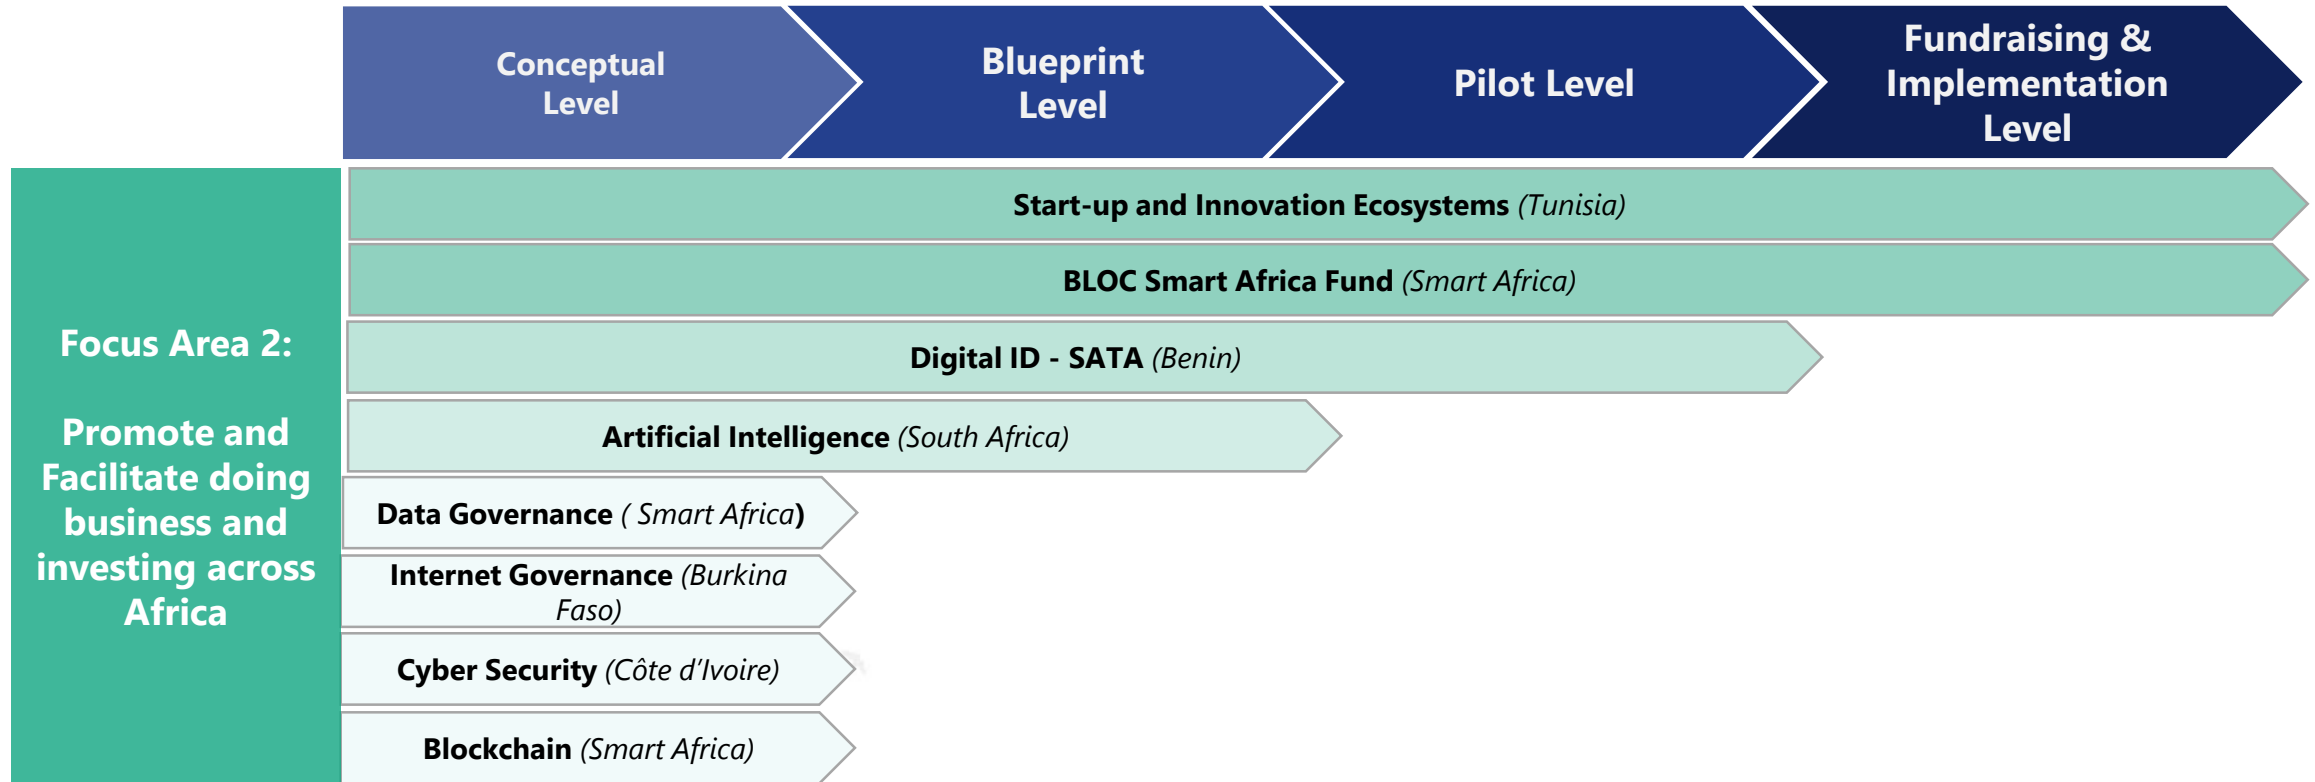 Conceptual
Level
Blueprint
Level
Pilot Level
Fundraising &
Implementation
Level
Focus Area 2:
Promote and
Facilitate doing
business and
investing across
Africa
Start-up and Innovation Ecosystems (Tunisia)
BLOC Smart Africa Fund (Smart Africa)
Digital ID - SATA (Benin)
Artificial Intelligence (South Africa)
Data Governance ( Smart Africa)
Internet Governance (Burkina
Faso)
Cyber Security (Côte d’Ivoire)
Blockchain (Smart Africa)